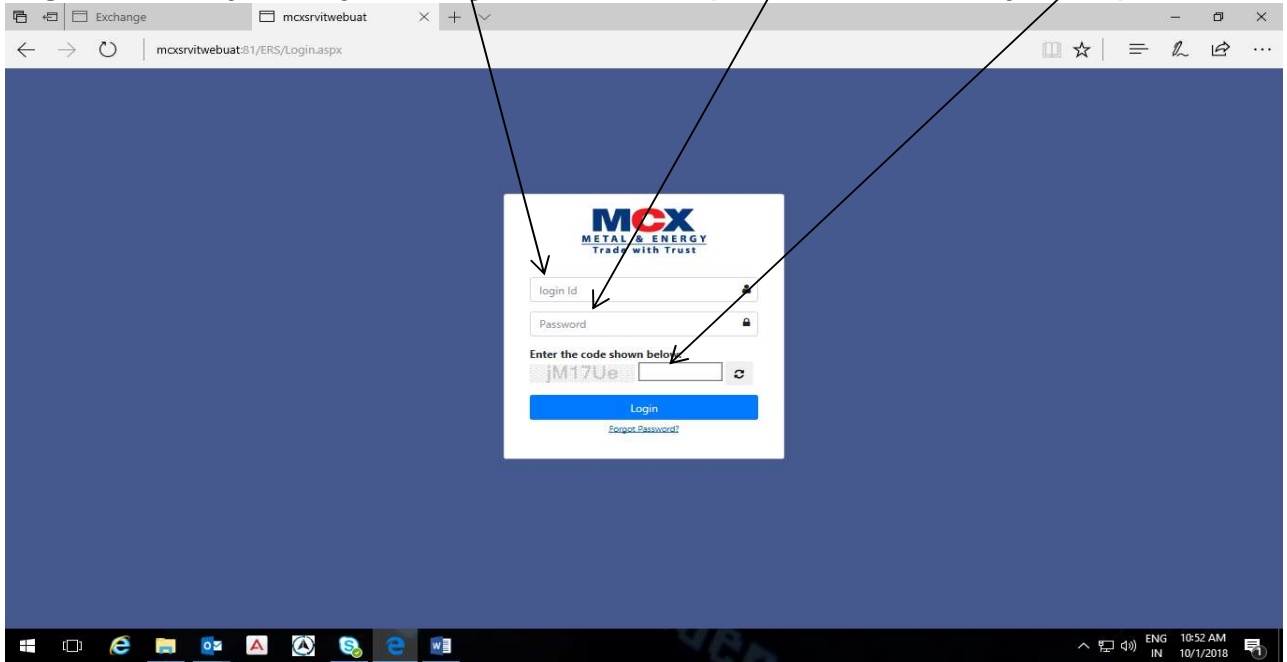 Exchange
mcxsrvitwebuat
mcxsrvitwebuat:81/ERS/Login.aspx
MCX
METAL & ENERGY
Trade with Trust
login Id
Password
Enter the code shown below:
jM17Ue
Login
Forgot Password?
ENG 10:52 AM
IN 10/1/2018